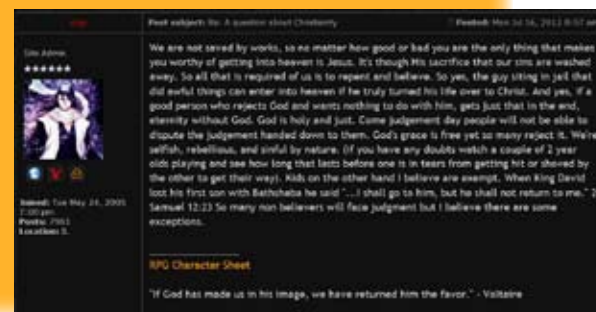 Post subject: Re: A question about Christianity
Posted: Mon Jul 16, 2012
Site Admin
Joined: Tue May 24, 2005
7:00 pm
Posts: 7951
Location:
We are not saved by works, so no matter how good or bad you are the only thing that makes
you worthy of getting into heaven is Jesus. It's though His sacrifice that our sins are washed
away. So all that is required of us is to repent and believe. So yes, the guy siting in jail that
did awful things can enter into heaven if he truly turned his life over to Christ. And yes, if a
good person who rejects God and wants nothing to do with him, gets just that in the end,
eternity without God. God is holy and just. Come judgement day people will not be able to
dispute the judgement handed down to them. God's grace is free yet so many reject it. We're
selfish, rebellious, and sinful by nature. (if you have any doubts watch a couple of 2 year
olds playing and see how long that lasts before one is in tears from getting hit or shoved by
the other to get their way). Kids on the other hand I believe are exempt. When King David
lost his first son with Bathsheba he said "...I shall go to him, but he shall not return to me." 2
Samuel 12:23 So many non believers will face judgment but I believe there are some
exceptions.
RPG Character Sheet
"If God has made us in his image, we have returned him the favor." - Voltaire